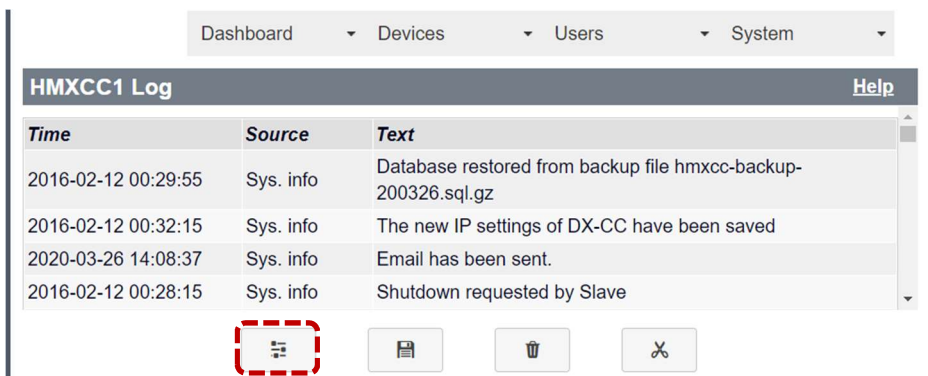 Dashboard Devices Users System
HMXCC1 Log Help
Time Source Text
2016-02-12 00:29:55 Sys. info Database restored from backup file hmxcc-backup-
200326.sql.gz
2016-02-12 00:32:15 Sys. info The new IP settings of DX-CC have been saved
2020-03-26 14:08:37 Sys. info Email has been sent.
2016-02-12 00:28:15 Sys. info Shutdown requested by Slave